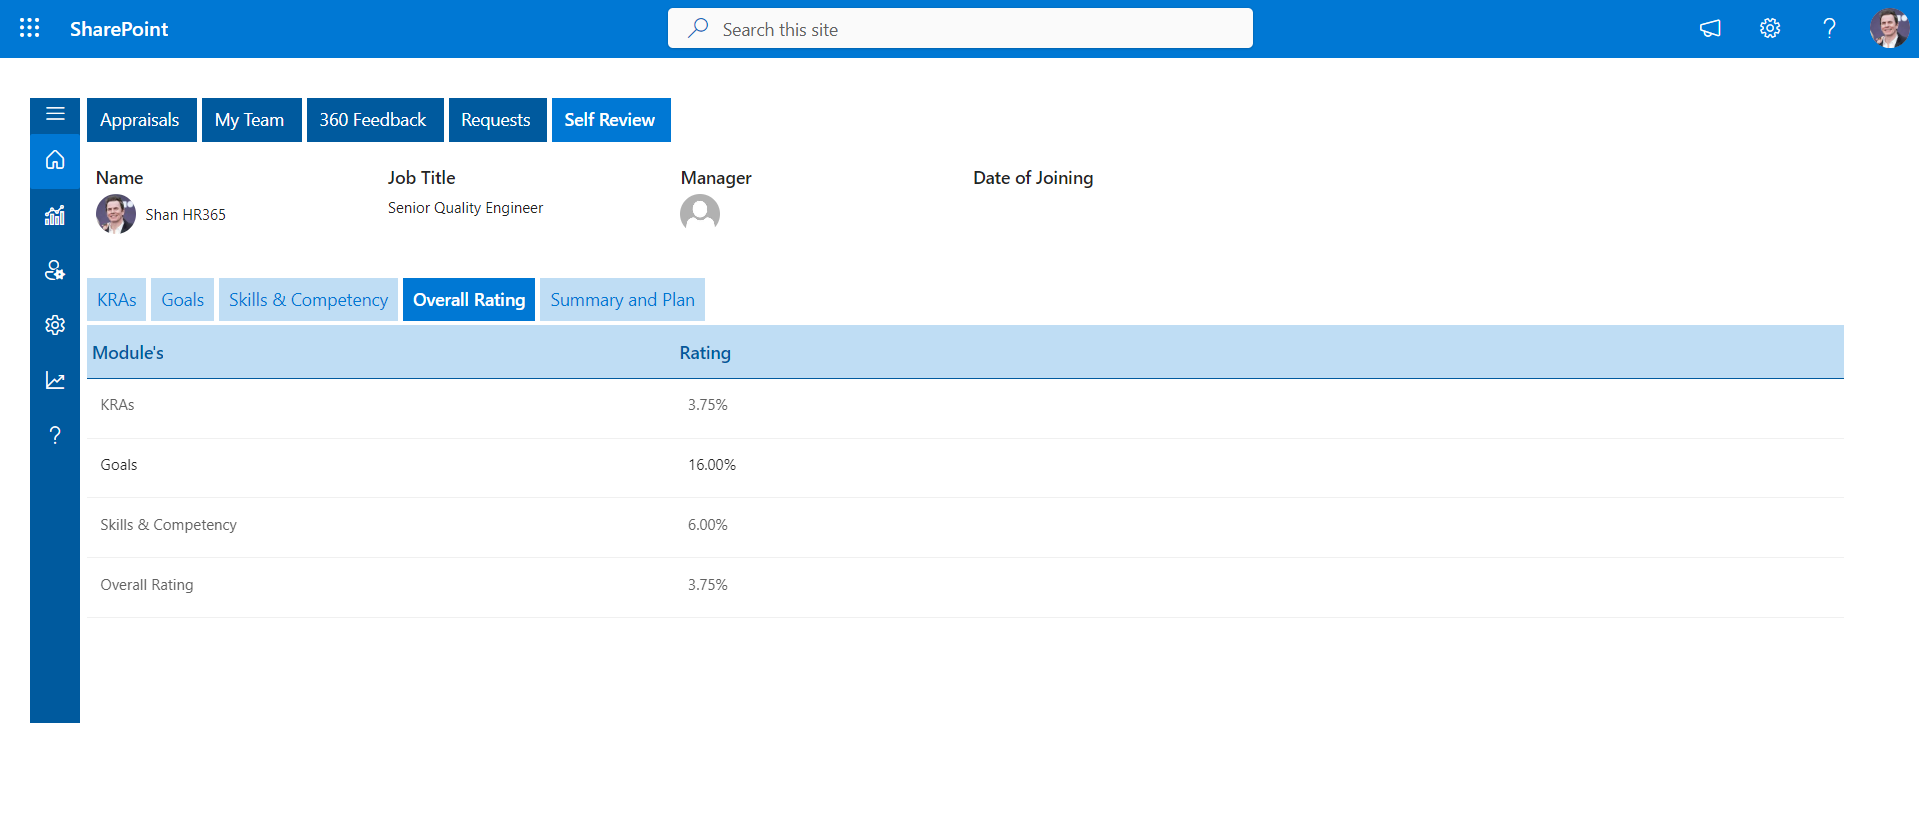 SharePoint
Search this site
Appraisals My Team 360 Feedback Requests Self Review
Name Job Title Manager Date of Joining
Shan HR365 Senior Quality Engineer
KRAs Goals Skills & Competency Overall Rating Summary and Plan
Module's Rating
KRAs 3.75%
Goals 16.00%
Skills & Competency 6.00%
Overall Rating 3.75%